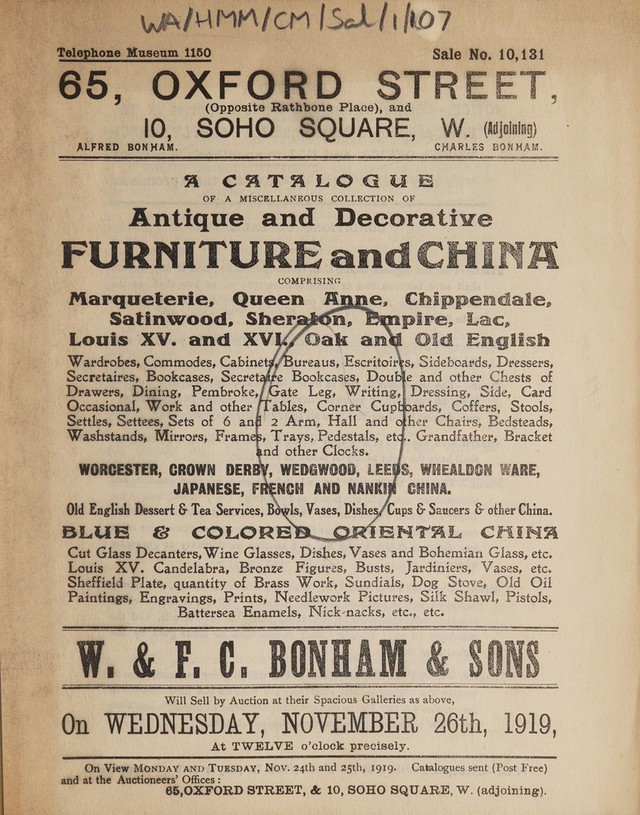 WA/HMM/CM/Sal/1/107
Telephone Museum 1150 Sale No. 10,131
65, OXFORD STREET,
(Opposite Rathbone Place), and
10, SOHO SQUARE, W. (Adjoining)
ALFRED BONHAM. CHARLES BONHAM.
A CATALOGUE
OF A MISCELLANEOUS COLLECTION OF
Antique and Decorative
FURNITURE and CHINA
COMPRISING
Marqueterie, Queen Anne, Chippendale,
Satinwood, Sheraton, Empire, Lac,
Louis XV. and XVI., Oak and Old English
Wardrobes, Commodes, Cabinets, Bureaus, Escritoires, Sideboards, Dressers,
Secretaires, Bookcases, Secretaire Bookcases, Double and other Chests of
Drawers, Dining, Pembroke, Gate Leg, Writing, Dressing, Side, Card
Occasional, Work and other Tables, Corner Cupboards, Coffers, Stools,
Settles, Settees, Sets of 6 and 2 Arm, Hall and other Chairs, Bedsteads,
Washstands, Mirrors, Frames, Trays, Pedestals, etc. Grandfather, Bracket
and other Clocks.
WORCESTER, CROWN DERBY, WEDGWOOD, LEEDS, WHEALDON WARE,
JAPANESE, FRENCH AND NANKIN CHINA.
Old English Dessert & Tea Services, Bowls, Vases, Dishes, Cups & Saucers & other China.
BLUE & COLORED ORIENTAL CHINA
Cut Glass Decanters, Wine Glasses, Dishes, Vases and Bohemian Glass, etc.
Louis XV. Candelabra, Bronze Figures, Busts, Jardiniers, Vases, etc.
Sheffield Plate, quantity of Brass Work, Sundials, Dog Stove, Old Oil
Paintings, Engravings, Prints, Needlework Pictures, Silk Shawl, Pistols,
Battersea Enamels, Nick-nacks, etc., etc.
W. & F. C. BONHAM & SONS
Will Sell by Auction at their Spacious Galleries as above,
On WEDNESDAY, NOVEMBER 26th, 1919,
At TWELVE o'clock precisely.
On View MONDAY AND TUESDAY, Nov. 24th and 25th, 1919. Catalogues sent (Post Free)
and at the Auctioneers' Offices:
65, OXFORD STREET, & 10, SOHO SQUARE, W. (adjoining).